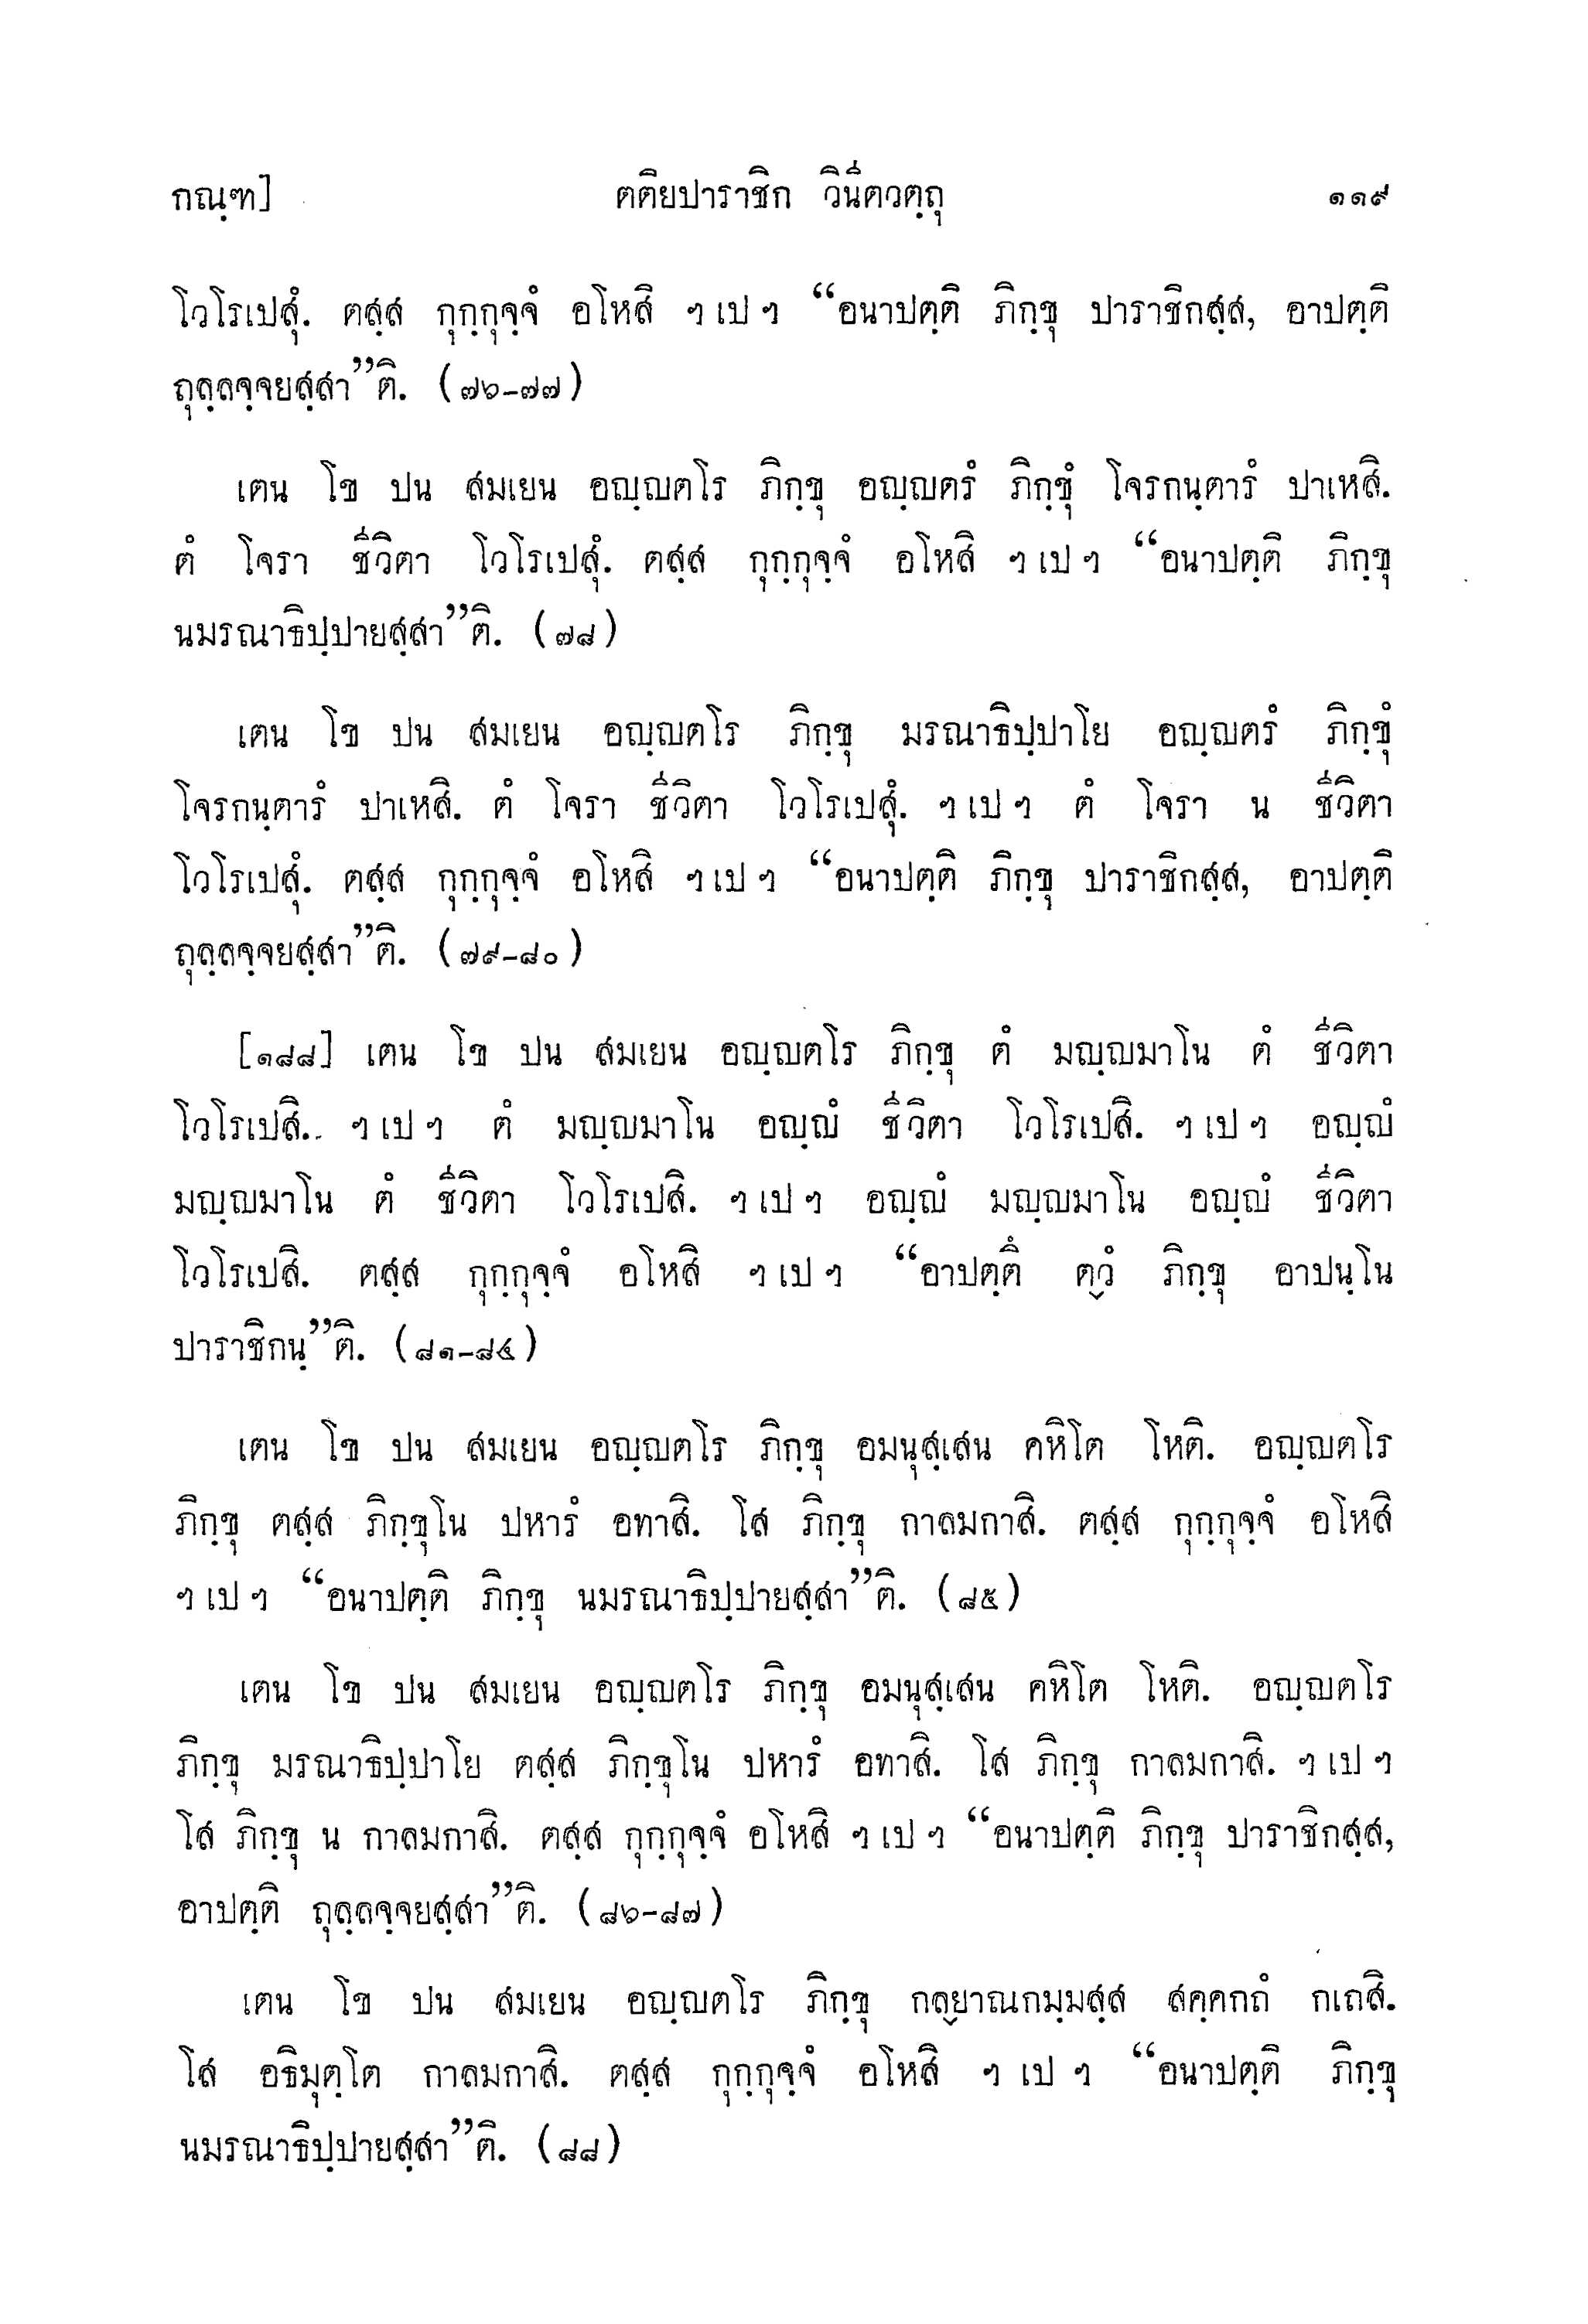 กณฺฑ] ตติยปาราชิก วินีตวตฺถุ ๑๑๙
โวโรเปสุํ. ตสฺส กุกฺกุจฺจํ อโหสิ ฯ เป ฯ “อนาปตฺติ ภิกฺขุ ปาราชิกสฺส, อาปตฺติ
ถุลฺลจฺจยสฺสา”ติ. (๗๖–๗๗)
เตน โข ปน สมเยน อญฺญตโร ภิกฺขุ อญฺญตรํ ภิกฺขุํ โจรกนฺตารํ ปาเหสิ.
ตํ โจรา ชีวิตา โวโรเปสุํ. ตสฺส กุกฺกุจฺจํ อโหสิ ฯ เป ฯ “อนาปตฺติ ภิกฺขุ
นมรณาธิปฺปายสฺสา”ติ. (๗๘)
เตน โข ปน สมเยน อญฺญตโร ภิกฺขุ มรณาธิปฺปาโย อญฺญตรํ ภิกฺขุํ
โจรกนฺตารํ ปาเหสิ. ตํ โจรา ชีวิตา โวโรเปสุํ. ฯ เป ฯ ตํ โจรา น ชีวิตา
โวโรเปสุํ. ตสฺส กุกฺกุจฺจํ อโหสิ ฯ เป ฯ “อนาปตฺติ ภิกฺขุ ปาราชิกสฺส, อาปตฺติ
ถุลฺลจฺจยสฺสา”ติ. (๗๙–๘๐)
[๑๘๘] เตน โข ปน สมเยน อญฺญตโร ภิกฺขุ ตํ มญฺญมาโน ตํ ชีวิตา
โวโรเปสิ. ฯ เป ฯ ตํ มญฺญมาโน อญฺญํ ชีวิตา โวโรเปสิ. ฯ เป ฯ อญฺญํ
มญฺญมาโน ตํ ชีวิตา โวโรเปสิ. ฯ เป ฯ อญฺญํ มญฺญมาโน อญฺญํ ชีวิตา
โวโรเปสิ. ตสฺส กุกฺกุจฺจํ อโหสิ ฯ เป ฯ “อาปตฺตึ ตฺวํ ภิกฺขุ อาปนฺโน
ปาราชิกนฺ”ติ. (๘๑–๘๔)
เตน โข ปน สมเยน อญฺญตโร ภิกฺขุ อมนุสฺเสน คหิโต โหติ. อญฺญตโร
ภิกฺขุ ตสฺส ภิกฺขุโน ปหารํ อทาสิ. โส ภิกฺขุ กาลมกาสิ. ตสฺส กุกฺกุจฺจํ อโหสิ
ฯ เป ฯ “อนาปตฺติ ภิกฺขุ นมรณาธิปฺปายสฺสา”ติ. (๘๕)
เตน โข ปน สมเยน อญฺญตโร ภิกฺขุ อมนุสฺเสน คหิโต โหติ. อญฺญตโร
ภิกฺขุ มรณาธิปฺปาโย ตสฺส ภิกฺขุโน ปหารํ อทาสิ. โส ภิกฺขุ กาลมกาสิ. ฯ เป ฯ
โส ภิกฺขุ น กาลมกาสิ. ตสฺส กุกฺกุจฺจํ อโหสิ ฯ เป ฯ “อนาปตฺติ ภิกฺขุ ปาราชิกสฺส,
อาปตฺติ ถุลฺลจฺจยสฺสา”ติ. (๘๖–๘๗)
เตน โข ปน สมเยน อญฺญตโร ภิกฺขุ กลฺยาณกมฺมสฺส สคฺคกถํ กเถสิ.
โส อธิมุตฺโต กาลมกาสิ. ตสฺส กุกฺกุจฺจํ อโหสิ ฯ เป ฯ “อนาปตฺติ ภิกฺขุ
นมรณาธิปฺปายสฺสา”ติ. (๘๘)